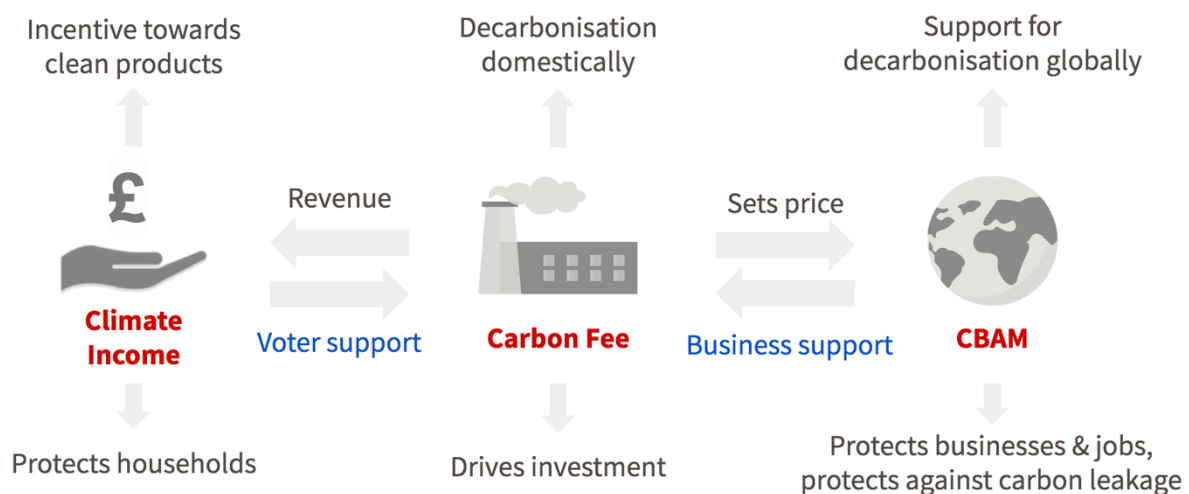 Incentive towards
clean products
Decarbonisation
domestically
Support for
decarbonisation globally
£
Revenue
Sets price
Climate
Income
Voter support
Carbon Fee
Business support
CBAM
Protects households
Drives investment
Protects businesses & jobs,
protects against carbon leakage